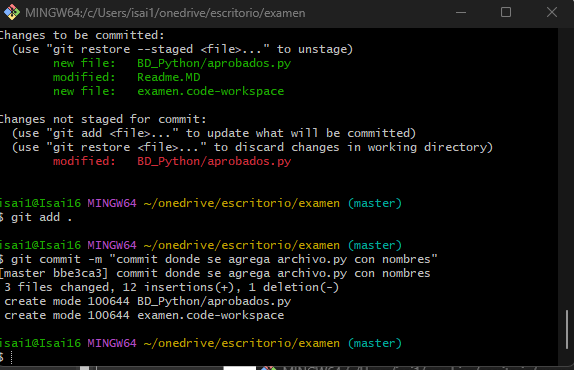 MINGW64:/c/Users/isai1/onedrive/escritorio/examen
Changes to be committed:
  (use "git restore --staged <file>..." to unstage)
        new file:   BD_Python/aprobados.py
        modified:   Readme.MD
        new file:   examen.code-workspace
Changes not staged for commit:
  (use "git add <file>..." to update what will be committed)
  (use "git restore <file>..." to discard changes in working directory)
        modified:   BD_Python/aprobados.py
isai1@Isai16 MINGW64 ~/onedrive/escritorio/examen (master)
$ git add .
isai1@Isai16 MINGW64 ~/onedrive/escritorio/examen (master)
$ git commit -m "commit donde se agrega archivo.py con nombres"
[master bbe3ca3] commit donde se agrega archivo.py con nombres
 3 files changed, 12 insertions(+), 1 deletion(-)
 create mode 100644 BD_Python/aprobados.py
 create mode 100644 examen.code-workspace
isai1@Isai16 MINGW64 ~/onedrive/escritorio/examen (master)
$